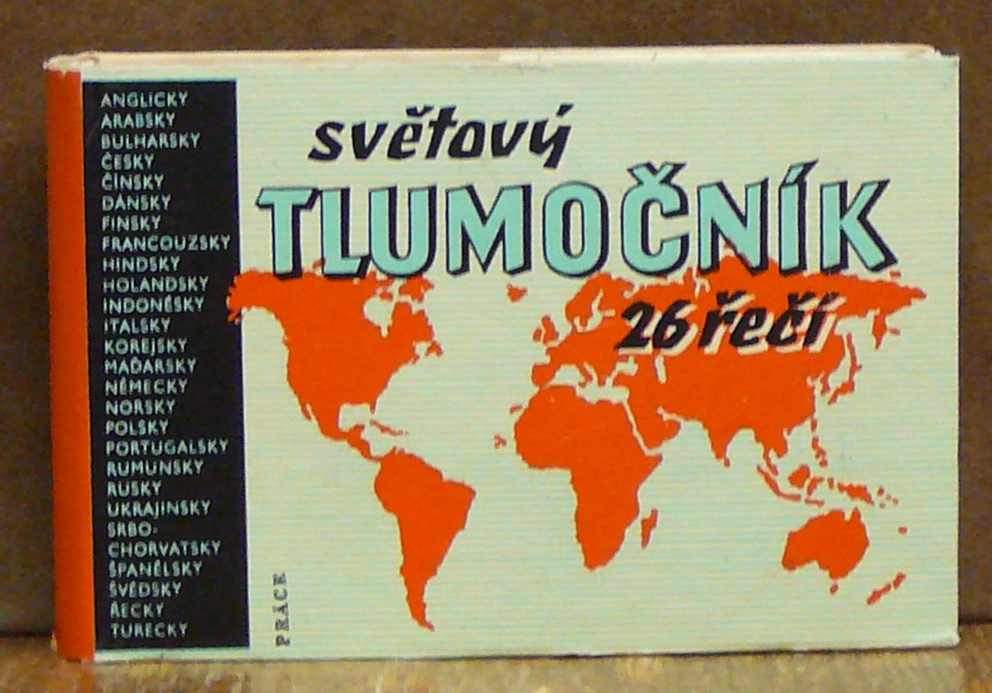 ANGLICKY
ARABSKY
BULHARSKY
ČESKY
ČÍNSKY
DÁNSKY
FINSKY
FRANCOUZSKY
HINDSKY
HOLANDSKY
INDONÉSKY
ITALSKY
KOREJSKY
MAĎARSKY
NĚMECKY
NORSKY
POLSKY
PORTUGALSKY
RUMUNSKY
RUSKY
UKRAJINSKY
SRBO-
CHORVATSKY
ŠPANĚLSKY
ŠVÉDSKY
ŘECKY
TURECKY
světový
TLUMOČNÍK
26 řečí
PRÁCE